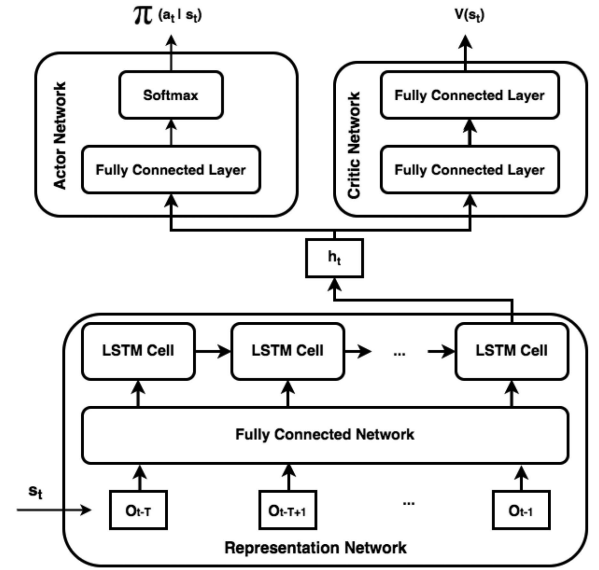 π (at | st)
V(st)
Actor Network
Softmax
Fully Connected Layer
Critic Network
Fully Connected Layer
Fully Connected Layer
ht
LSTM Cell
LSTM Cell
...
LSTM Cell
Fully Connected Network
st
Ot-T
Ot-T+1
...
Ot-1
Representation Network